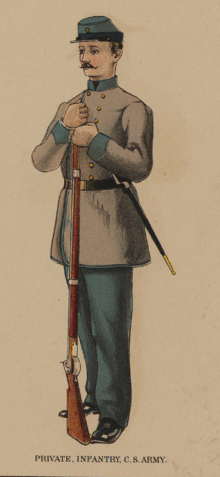 PRIVATE, INFANTRY, C. S. ARMY.